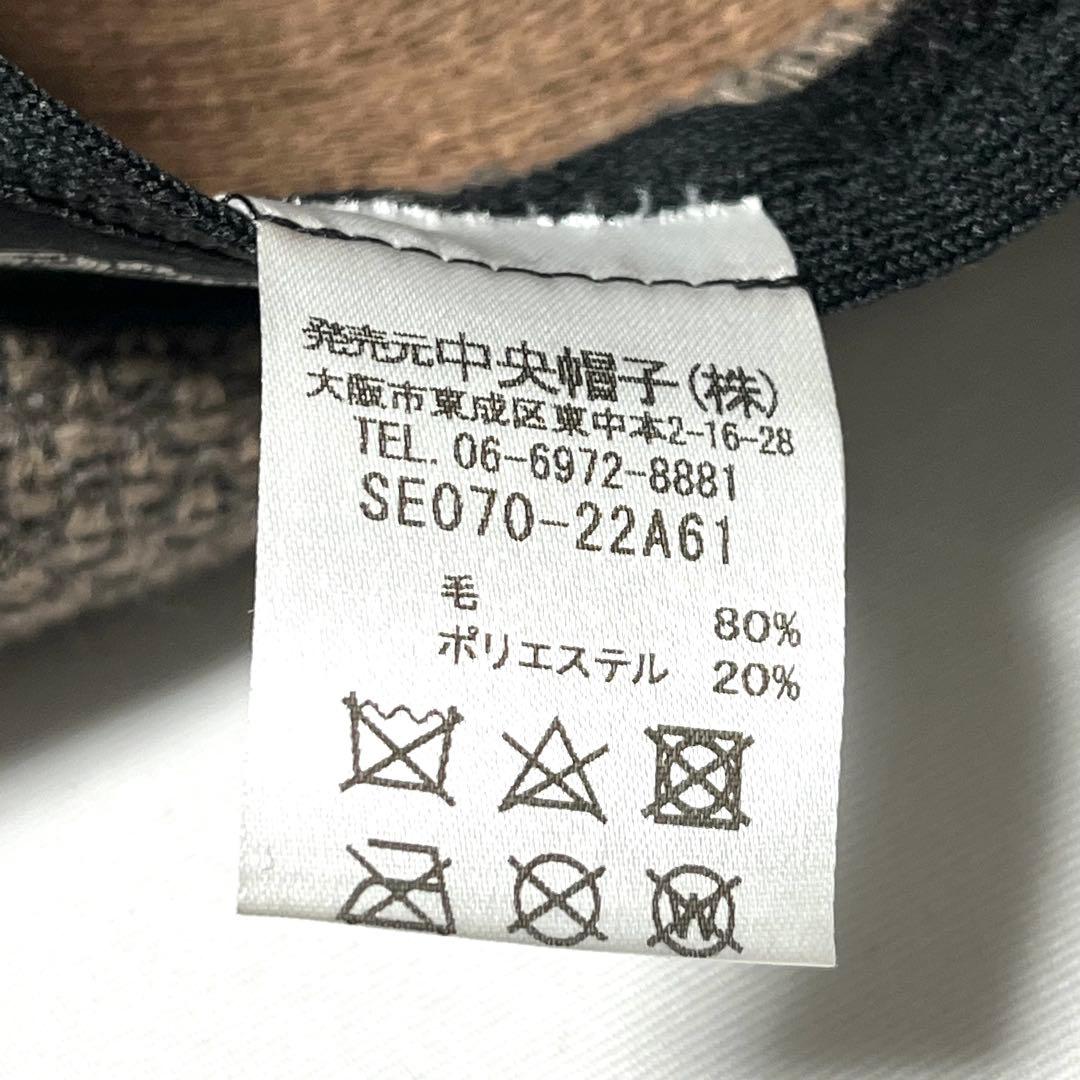 発売元中央帽子(株)
大阪市東成区東中本2-16-28
TEL. 06-6972-8881
SE070-22A61
毛 80%
ポリエステル 20%
W